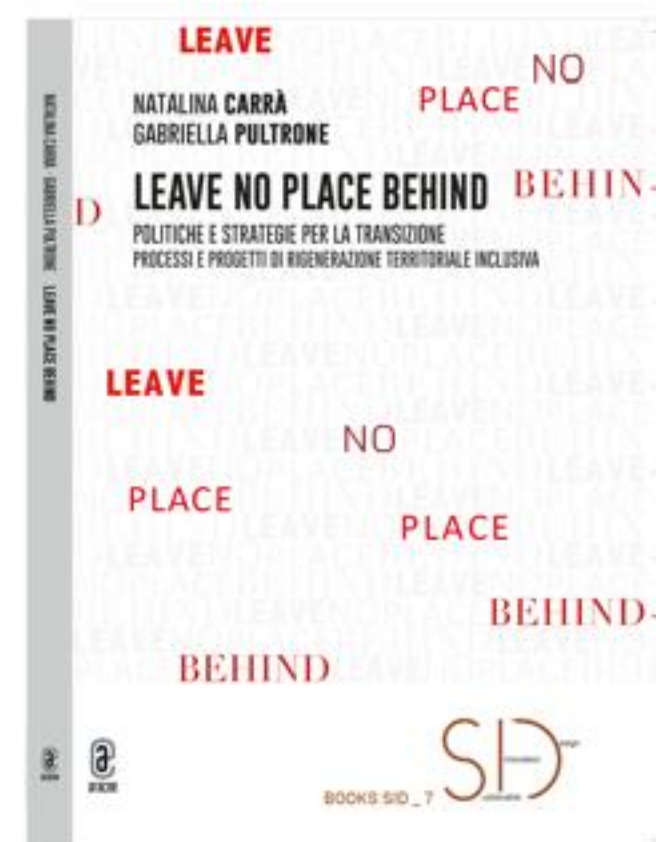 LEAVE
NO
PLACE
NATALINA CARRÀ
GABRIELLA PULTRONE
LEAVE NO PLACE BEHIND
BEHIN-
D
POLITICHE E STRATEGIE PER LA TRANSIZIONE
PROCESSI E PROGETTI DI RIGENERAZIONE TERRITORIALE INCLUSIVA
LEAVE
NO
PLACE
PLACE
BEHIND-
BEHIND
SID
BOOKS SID _ 7
NATALINA CARRÀ GABRIELLA PULTRONE LEAVE NO PLACE BEHIND